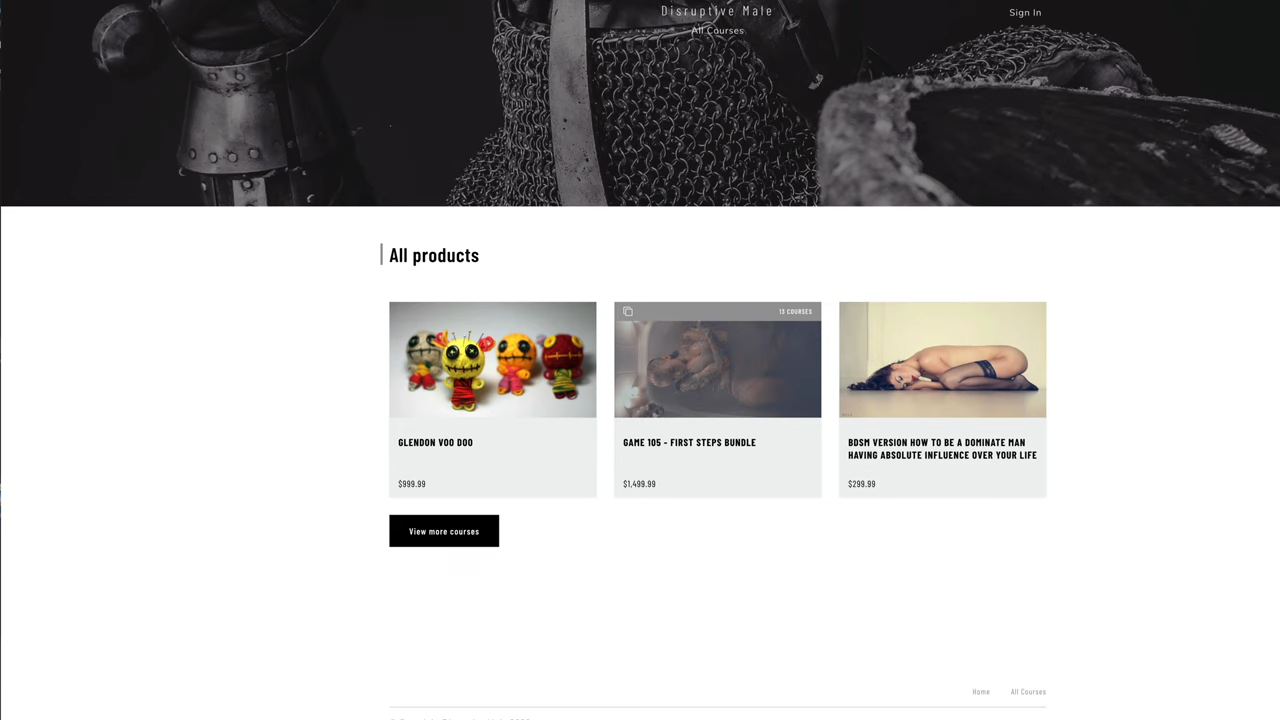 Disruptive Male
Sign In
All Courses
All products
13 COURSES
GLENDON VOO DOO
$999.99
GAME 105 - FIRST STEPS BUNDLE
$1,499.99
BDSM VERSION HOW TO BE A DOMINATE MAN
HAVING ABSOLUTE INFLUENCE OVER YOUR LIFE
$299.99
View more courses
Home
All Courses